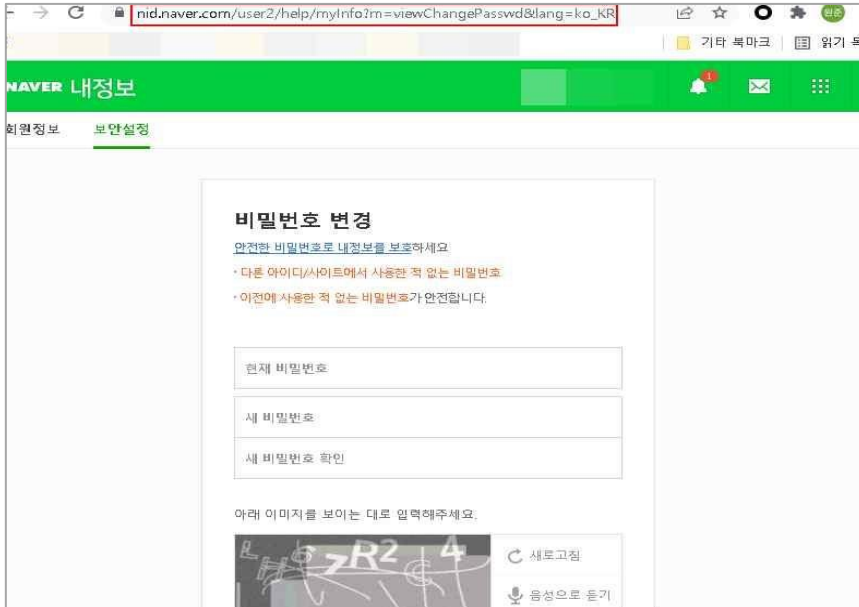 nid.naver.com/user2/help/myInfo?m=viewChangePasswd&lang=ko_KR
원준
기타 북마크
읽기 목
NAVER 내정보
1
회원정보 보안설정
비밀번호 변경
안전한 비밀번호로 내정보를 보호하세요
· 다른 아이디/사이트에서 사용한 적 없는 비밀번호
· 이전에 사용한 적 없는 비밀번호가 안전합니다.
현재 비밀번호
새 비밀번호
새 비밀번호 확인
아래 이미지를 보이는 대로 입력해주세요.
새로고침
음성으로 듣기